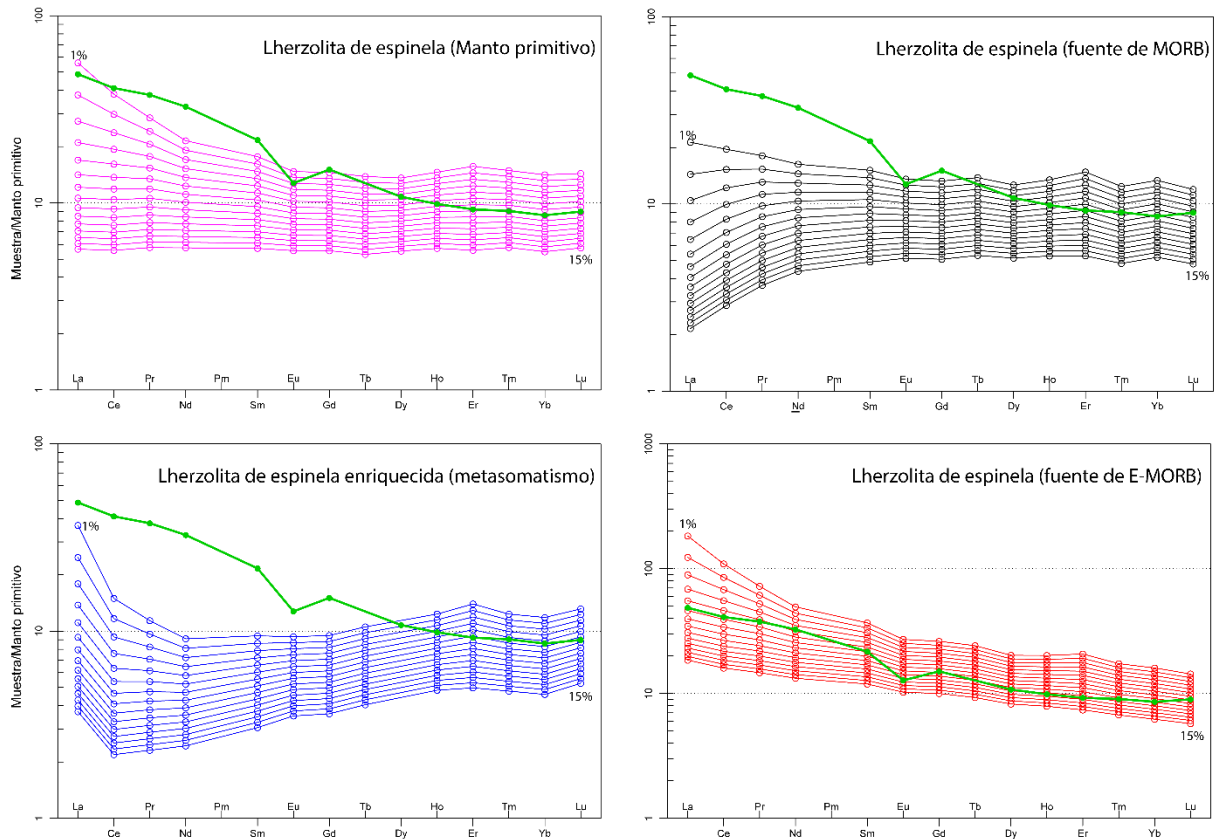 100
Lherzolita de espinela (Manto primitivo)
1%
Muestra/Manto primitivo
10
15%
1
La Pr Pm Eu Tb Ho Tm Lu
Ce Nd Sm Gd Dy Er Yb
100
Lherzolita de espinela (fuente de MORB)
1%
10
15%
1
La Pr Pm Eu Tb Ho Tm Lu
Ce Nd Sm Gd Dy Er Yb
100
Lherzolita de espinela enriquecida (metasomatismo)
1%
Muestra/Manto primitivo
10
15%
1
La Pr Pm Eu Tb Ho Tm Lu
Ce Nd Sm Gd Dy Er Yb
1000
Lherzolita de espinela (fuente de E-MORB)
1%
100
10
15%
1
La Pr Pm Eu Tb Ho Tm Lu
Ce Nd Sm Gd Dy Er Yb